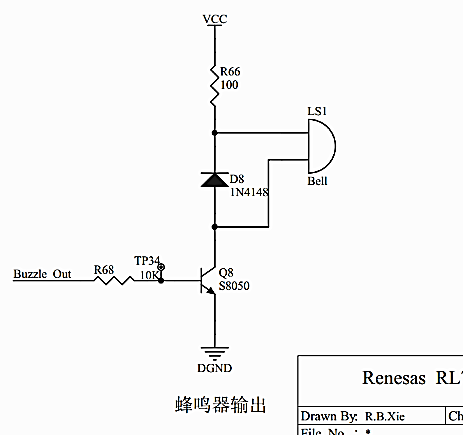 VCC
R66
100
LS1
Bell
D8
1N4148
TP34
R68
10K
Buzzle Out
Q8
S8050
DGND
蜂鸣器输出
Renesas RL
Drawn By: R.B.Xie
Ch
File No. : *